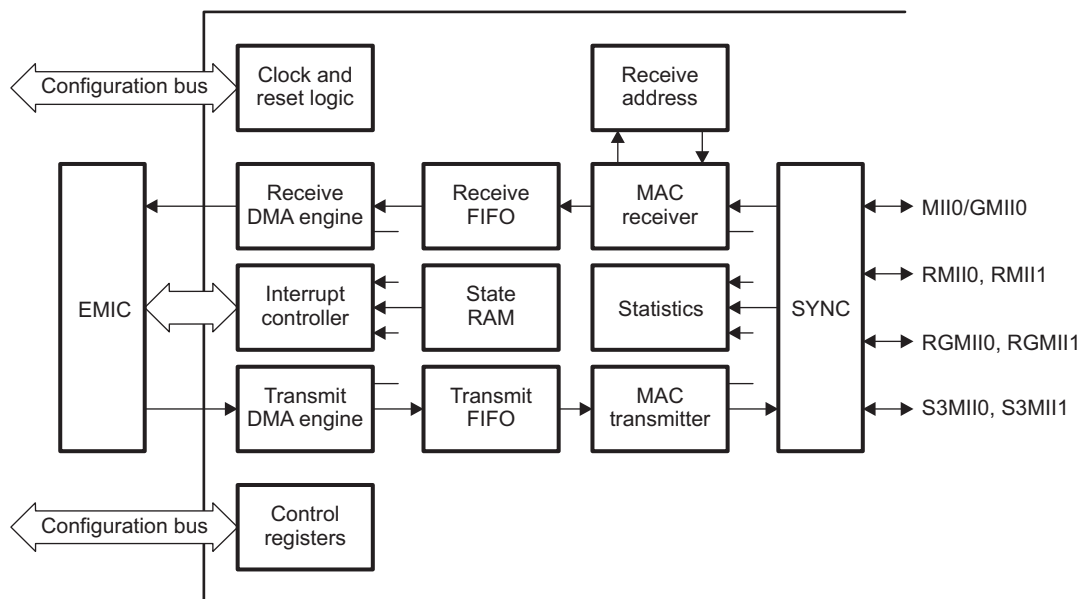 Configuration bus
Clock and
reset logic
Receive
address
EMIC
Receive
DMA engine
Receive
FIFO
MAC
receiver
SYNC
MII0/GMII0
RMII0, RMII1
Interrupt
controller
State
RAM
Statistics
RGMII0, RGMII1
Transmit
DMA engine
Transmit
FIFO
MAC
transmitter
S3MII0, S3MII1
Configuration bus
Control
registers